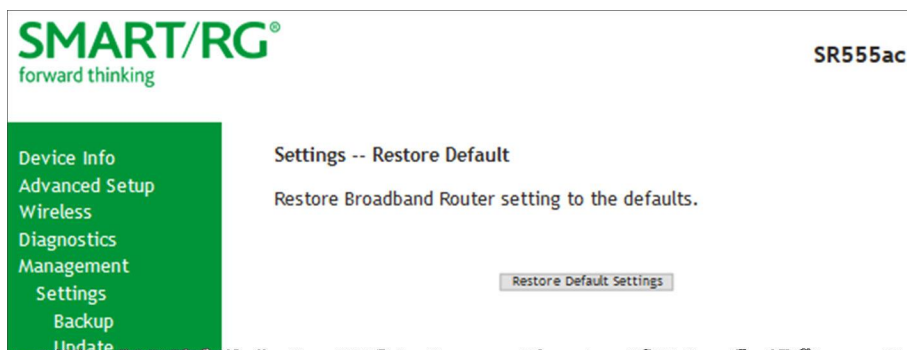 SMART/RG®
forward thinking
SR555ac
Device Info
Advanced Setup
Wireless
Diagnostics
Management
Settings
Backup
Update
Settings -- Restore Default
Restore Broadband Router setting to the defaults.
Restore Default Settings